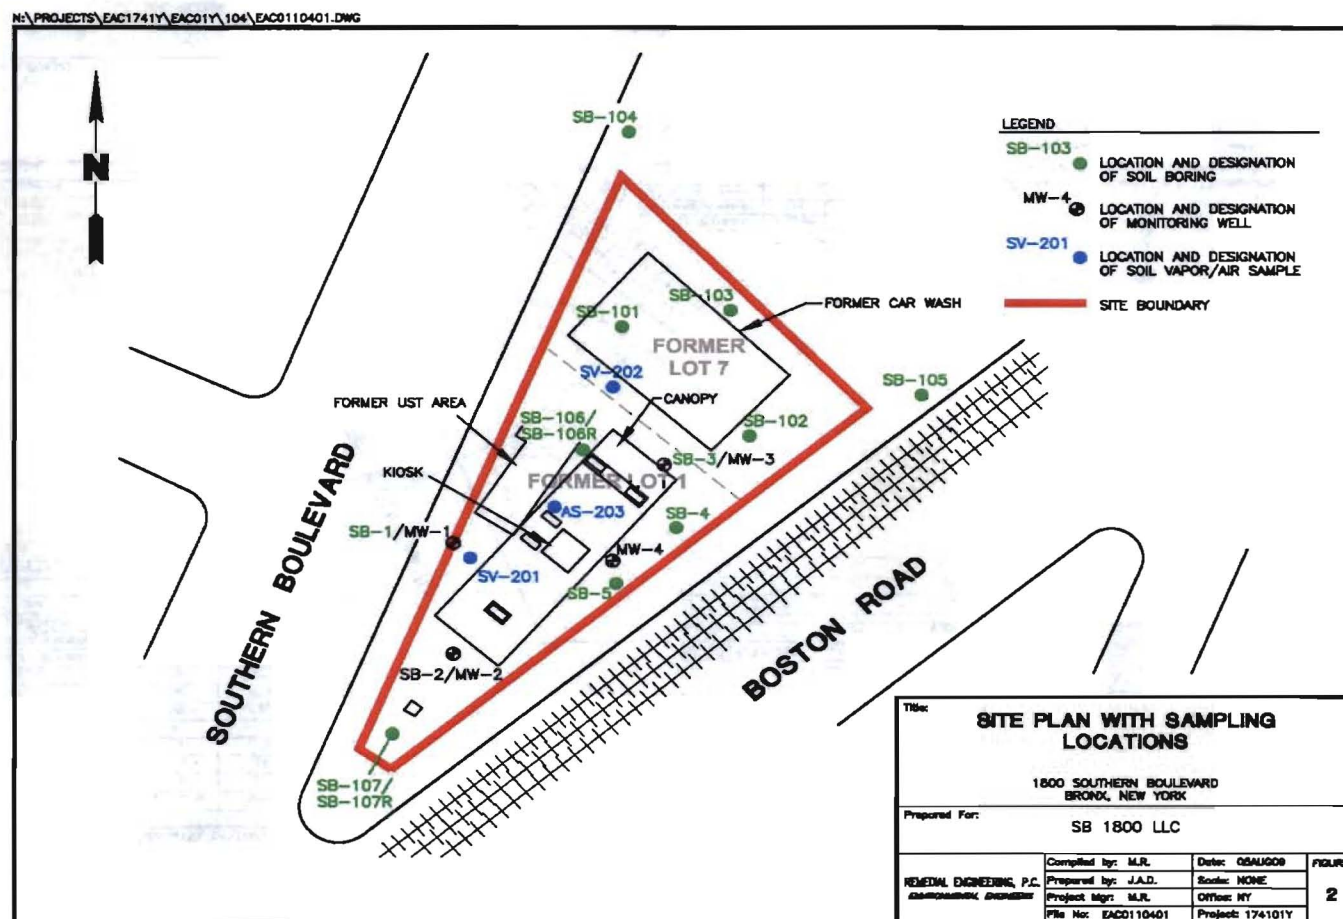 N:\PROJECTS\EAC1741Y\EAC01Y\104\EAC0110401.DWG
N
SB-104
LEGEND
SB-103
LOCATION AND DESIGNATION
OF SOIL BORING
MW-4
LOCATION AND DESIGNATION
OF MONITORING WELL
SV-201
LOCATION AND DESIGNATION
OF SOIL VAPOR/AIR SAMPLE
SITE BOUNDARY
SB-103
FORMER CAR WASH
SB-101
FORMER
LOT 7
SV-202
SB-105
CANOPY
FORMER UST AREA
SB-106/
SB-106R
SB-102
SB-3/MW-3
KIOSK
FORMER LOT 1
AS-203
SB-4
SB-1/MW-1
MW-4
SV-201
SB-5
SOUTHERN BOULEVARD
BOSTON ROAD
SB-2/MW-2
SB-107/
SB-107R
Title:
SITE PLAN WITH SAMPLING
LOCATIONS
1800 SOUTHERN BOULEVARD
BRONX, NEW YORK
Prepared For:
SB 1800 LLC
REMEDIAL ENGINEERING, P.C.
ENVIRONMENTAL ENGINEERS
Compiled by: M.R.
Date: 05AUG09
FIGURE
Prepared by: J.A.D.
Scale: NONE
2
Project Mgr: M.R.
Office: NY
File No: EAC0110401
Project: 174101Y